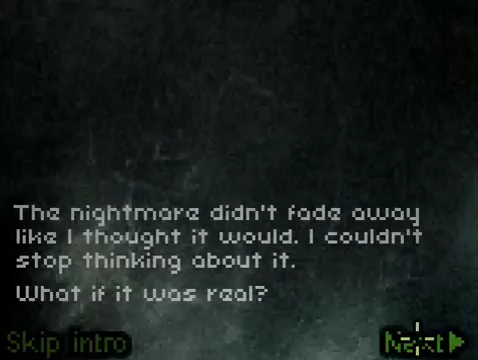 The nightmare didn't fade away
like I thought it would. I couldn't
stop thinking about it.
What if it was real?
Skip intro
Next